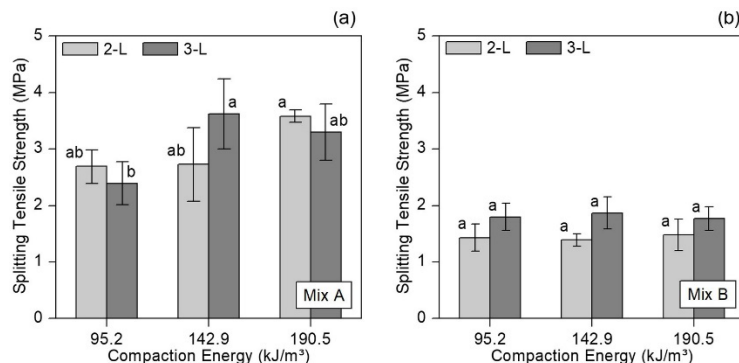 (a)
Splitting Tensile Strength (MPa)
5
4
3
2
1
0
2-L 3-L
ab b ab a a ab
Mix A
95.2 142.9 190.5
Compaction Energy (kJ/m³)
(b)
Splitting Tensile Strength (MPa)
5
4
3
2
1
0
2-L 3-L
a a a a a a
Mix B
95.2 142.9 190.5
Compaction Energy (kJ/m³)